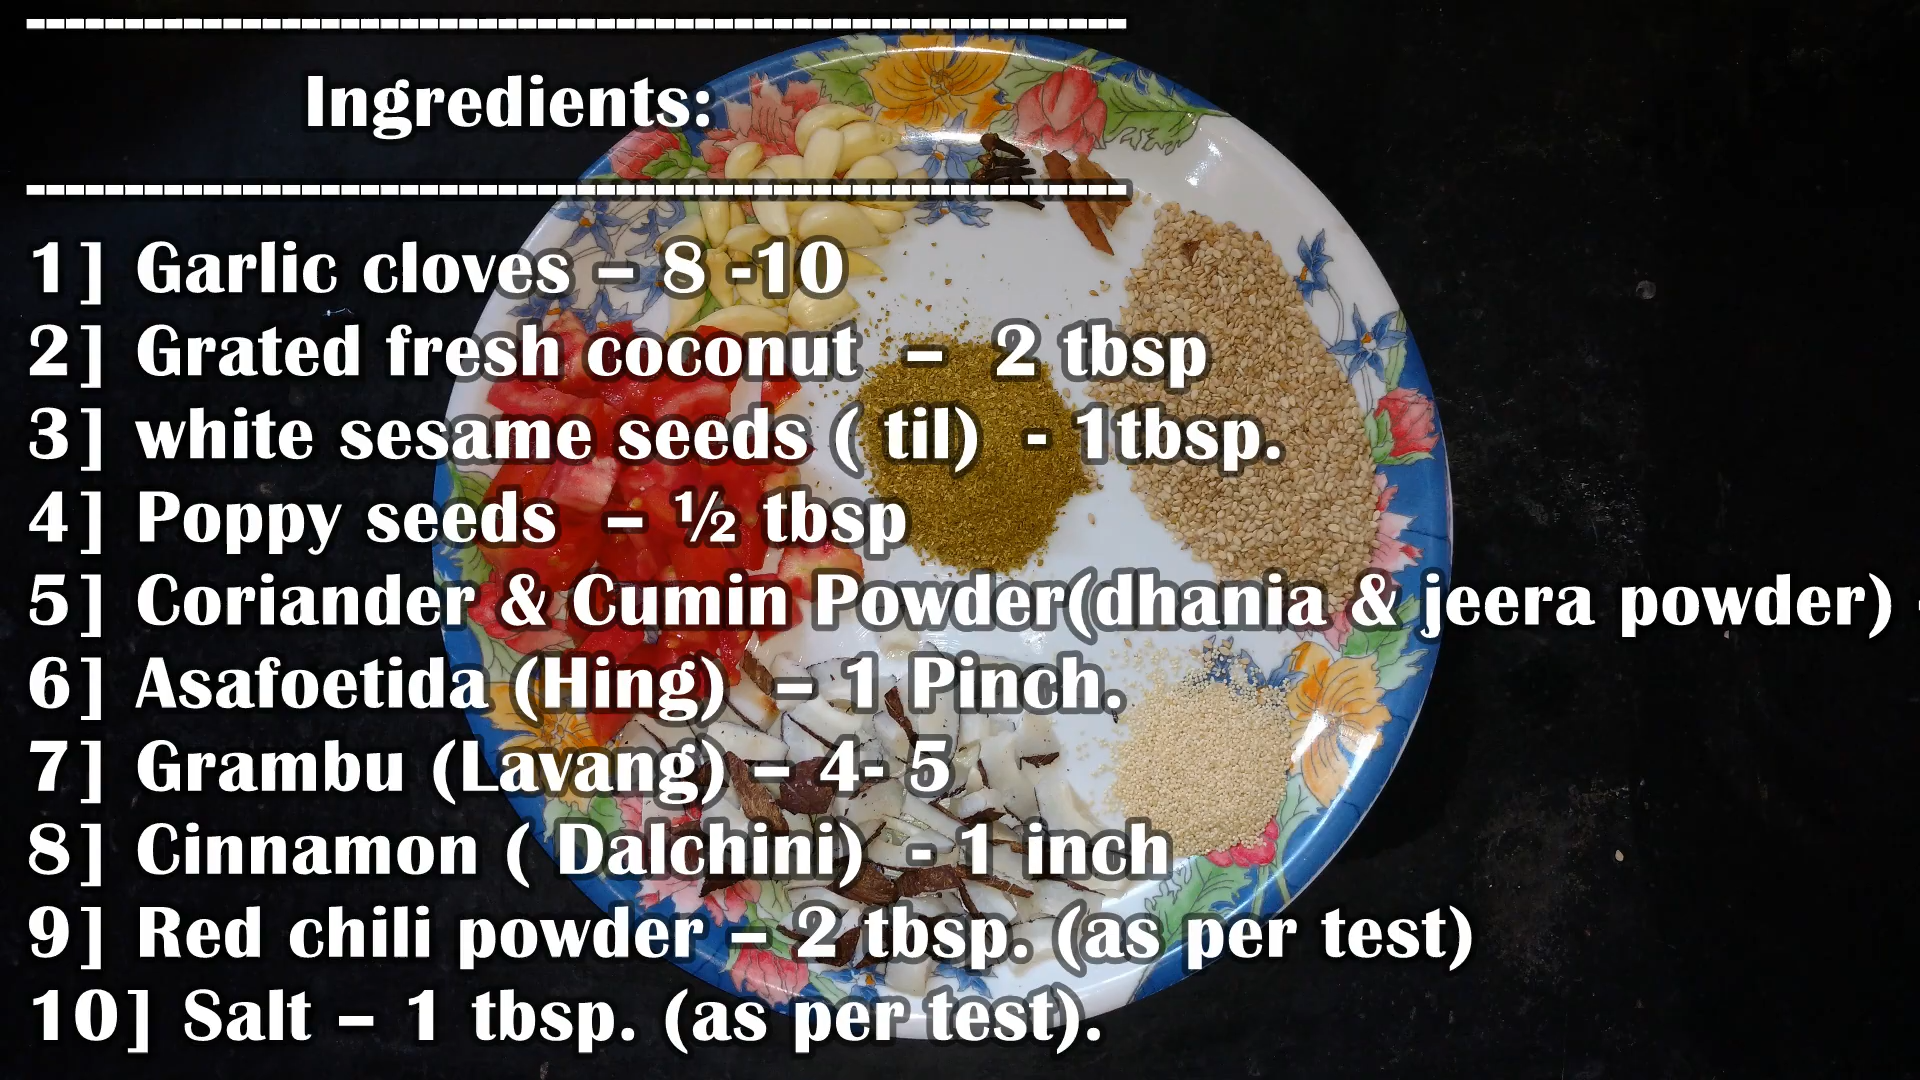 Ingredients:
1] Garlic cloves – 8 -10
2] Grated fresh coconut – 2 tbsp
3] white sesame seeds ( til) - 1tbsp.
4] Poppy seeds – ½ tbsp
5] Coriander & Cumin Powder(dhania & jeera powder) -
6] Asafoetida (Hing) – 1 Pinch.
7] Grambu (Lavang) – 4- 5
8] Cinnamon ( Dalchini) - 1 inch
9] Red chili powder – 2 tbsp. (as per test)
10] Salt – 1 tbsp. (as per test).